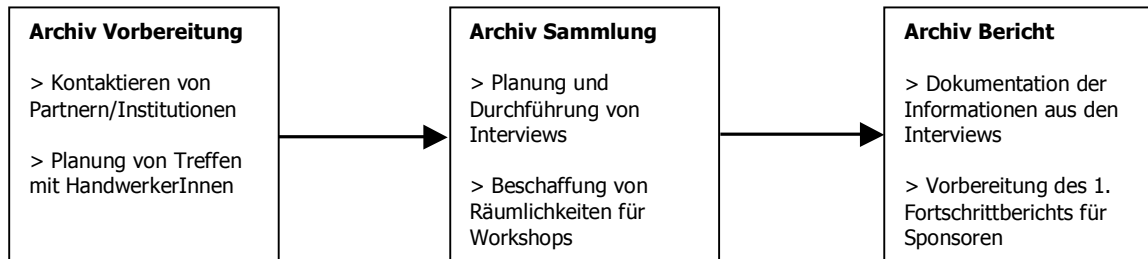 Archiv Vorbereitung
> Kontaktieren von
Partnern/Institutionen
> Planung von Treffen
mit HandwerkerInnen
Archiv Sammlung
> Planung und
Durchführung von
Interviews
> Beschaffung von
Räumlichkeiten für
Workshops
Archiv Bericht
> Dokumentation der
Informationen aus den
Interviews
> Vorbereitung des 1.
Fortschrittberichts für
Sponsoren